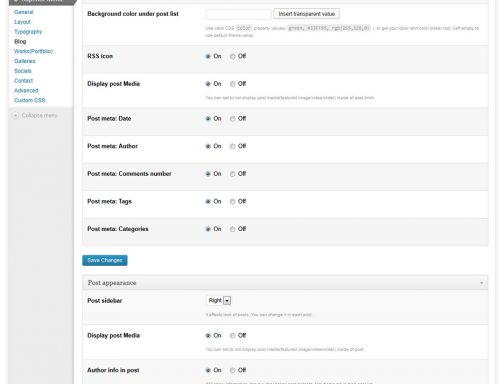 General
Layout
Typography
Blog
Works(Portfolio)
Galleries
Socials
Contact
Advanced
Custom CSS
Collapse menu
Background color under post list
Insert transparent value
Use valid CSS color property values: green, #33FF99, rgb(255,128,0) ), or get your color with color picker tool. Left empty to
use default theme value.
RSS icon
On Off
Display post Media
On Off
You can set to not display post media(featured image/video/slider) inside of post
Post meta: Date
On Off
Post meta: Author
On Off
Post meta: Comments number
On Off
Post meta: Tags
On Off
Post meta: Categories
On Off
Save Changes
Post appearance
Post sidebar
Right
It affects look of posts. You can change it in each post
Display post Media
On Off
You can set to not display post media(featured image/video/slider) inside of post.
Author info in post
On Off